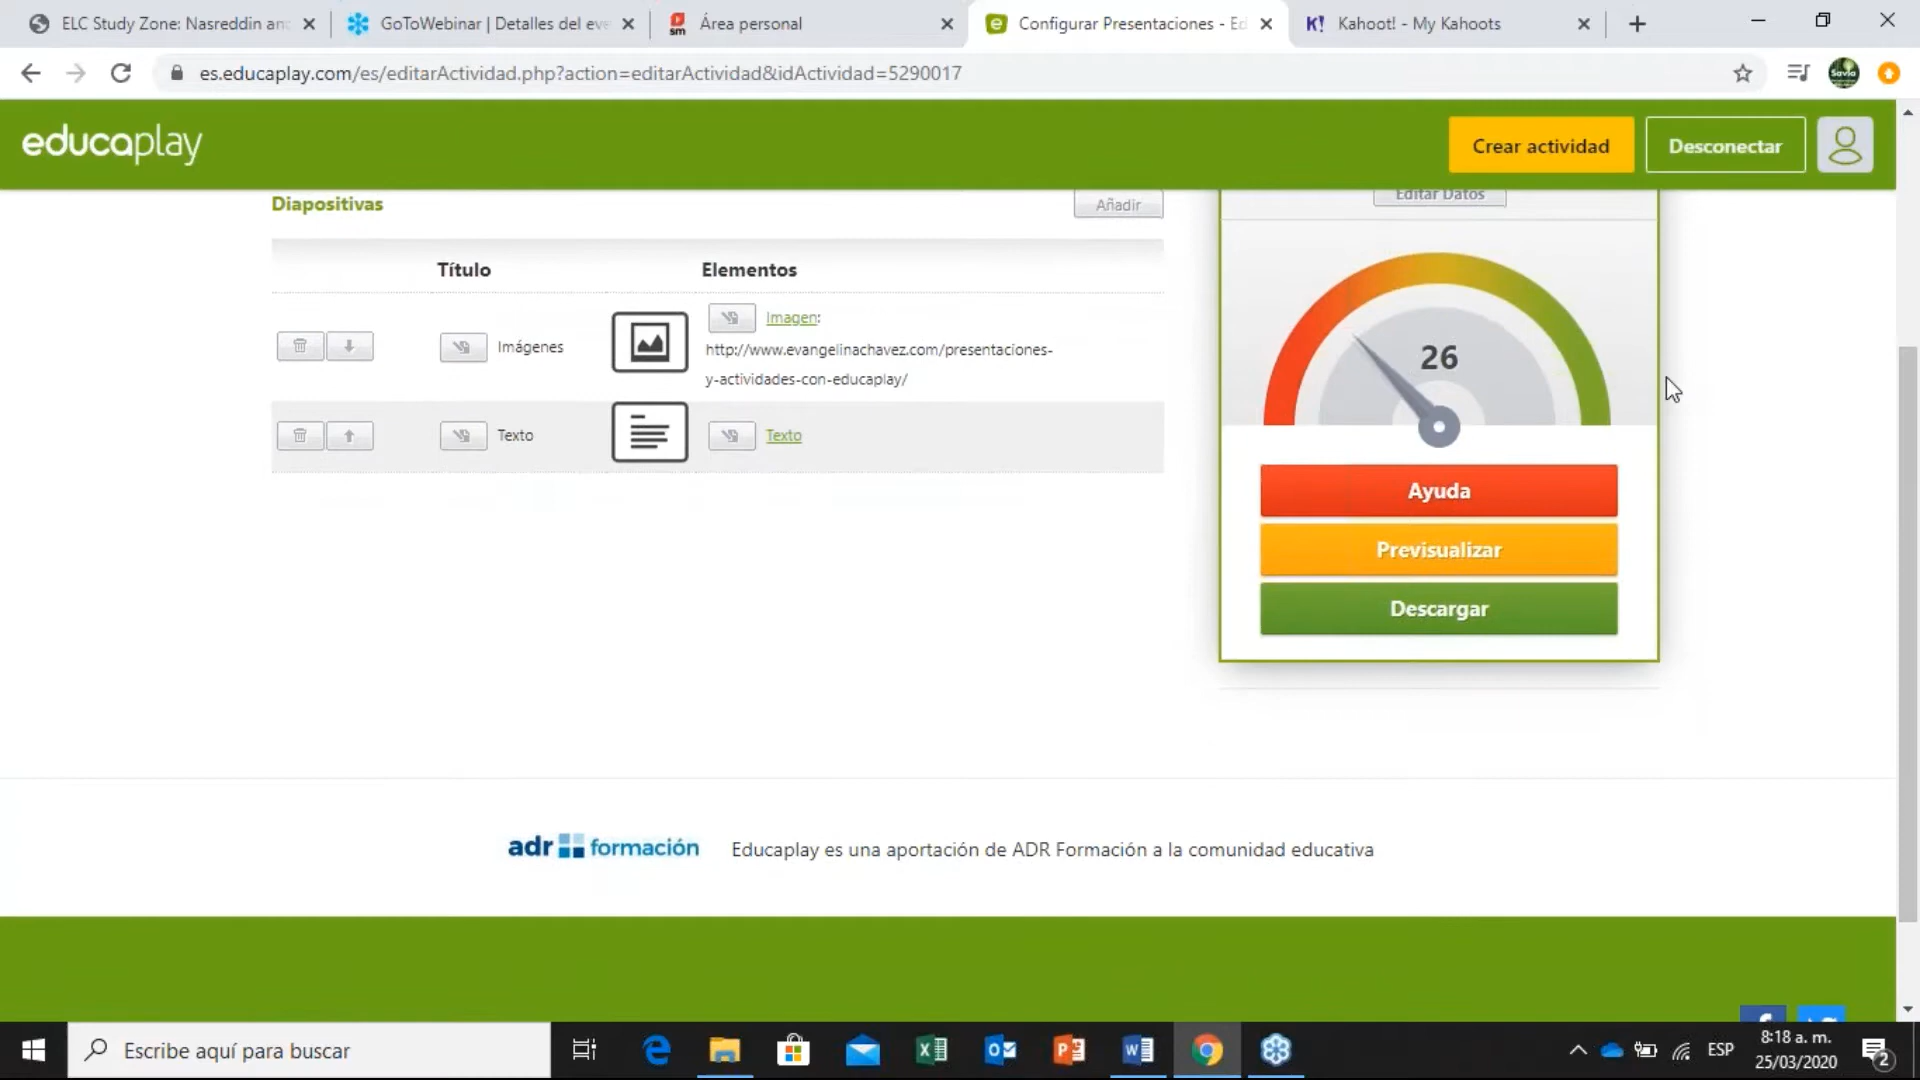 ELC Study Zone: Nasreddin an
GoToWebinar | Detalles del eve
Área personal
Configurar Presentaciones - Ed
K! Kahoot! - My Kahoots
es.educaplay.com/es/editarActividad.php?action=editarActividad&idActividad=5290017
Savia
educaplay
Crear actividad
Desconectar
Diapositivas
Añadir
Editar Datos
Título
Elementos
Imágenes
Imagen:
http://www.evangelinachavez.com/presentaciones-
y-actividades-con-educaplay/
Texto
Texto
26
Ayuda
Previsualizar
Descargar
adr formación
Educaplay es una aportación de ADR Formación a la comunidad educativa
Escribe aquí para buscar
ESP
8:18 a. m.
25/03/2020
2